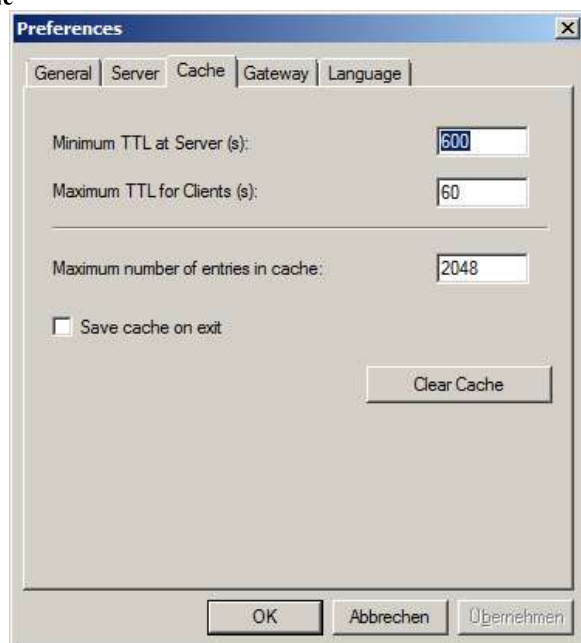 Preferences
General Server Cache Gateway Language
Minimum TTL at Server (s): 600
Maximum TTL for Clients (s): 60
Maximum number of entries in cache: 2048
Save cache on exit
Clear Cache
OK Abbrechen Übernehmen